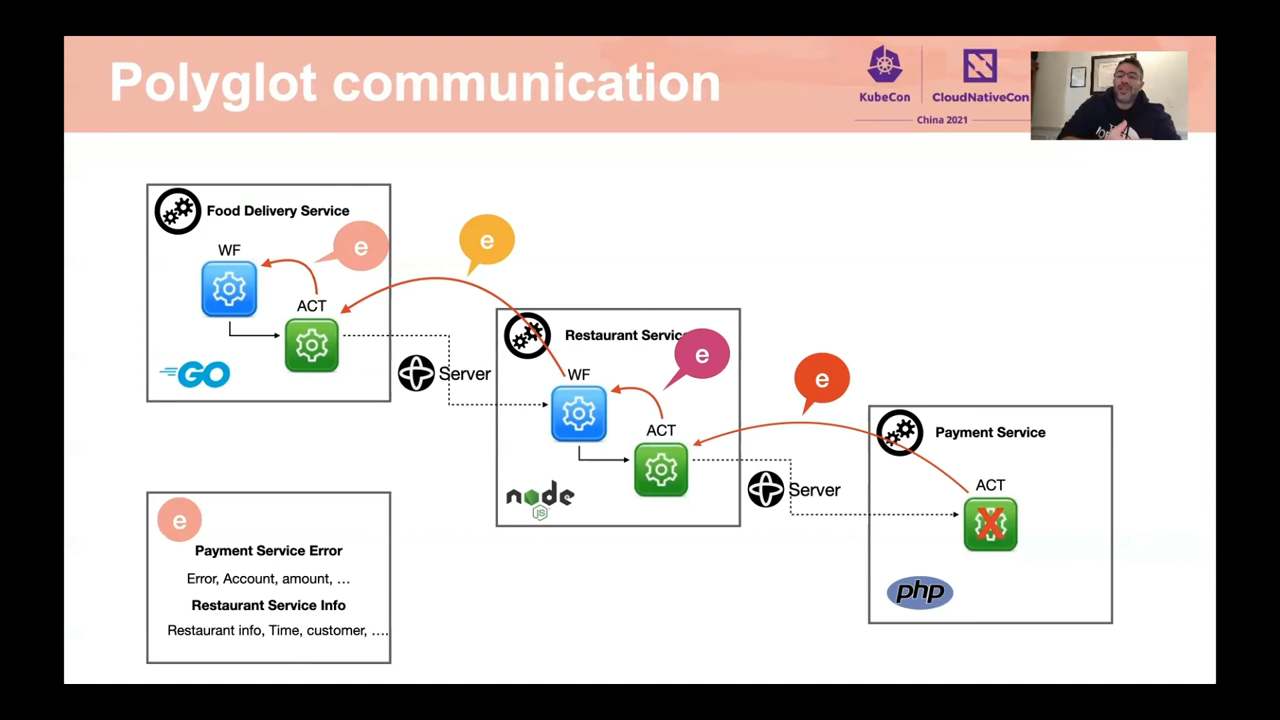 Polyglot communication
KubeCon
CloudNativeCon
China 2021
Food Delivery Service
WF
e
ACT
GO
e
Server
Restaurant Service
e
WF
ACT
node
JS
e
Server
Payment Service
ACT
php
e
Payment Service Error
Error, Account, amount, …
Restaurant Service Info
Restaurant info, Time, customer, ….